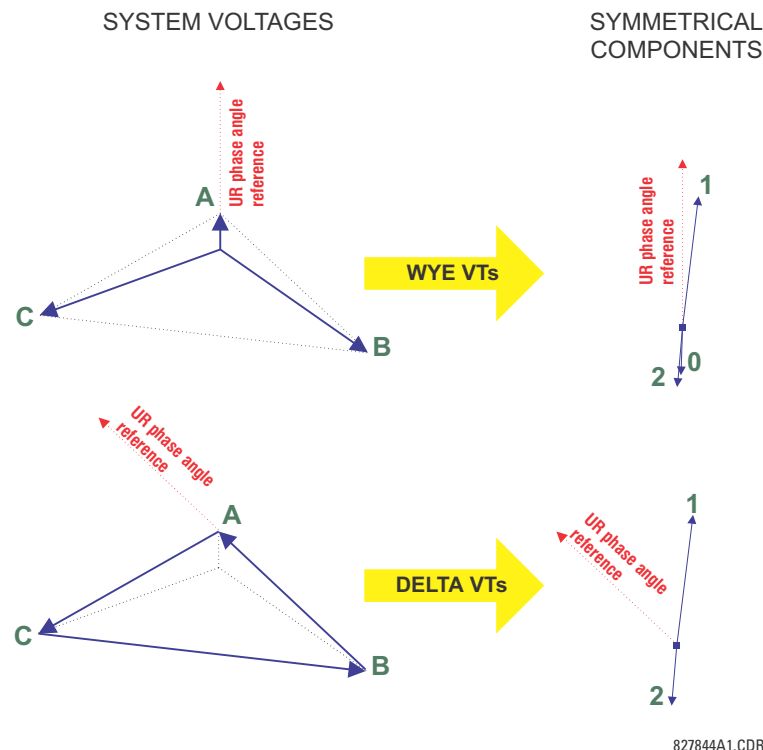 SYSTEM VOLTAGES
SYMMETRICAL
COMPONENTS
UR phase angle
reference
A
C
B
WYE VTs
UR phase angle
reference
1
2
0
UR phase angle
reference
A
C
B
DELTA VTs
UR phase angle
reference
1
2
827844A1.CDR